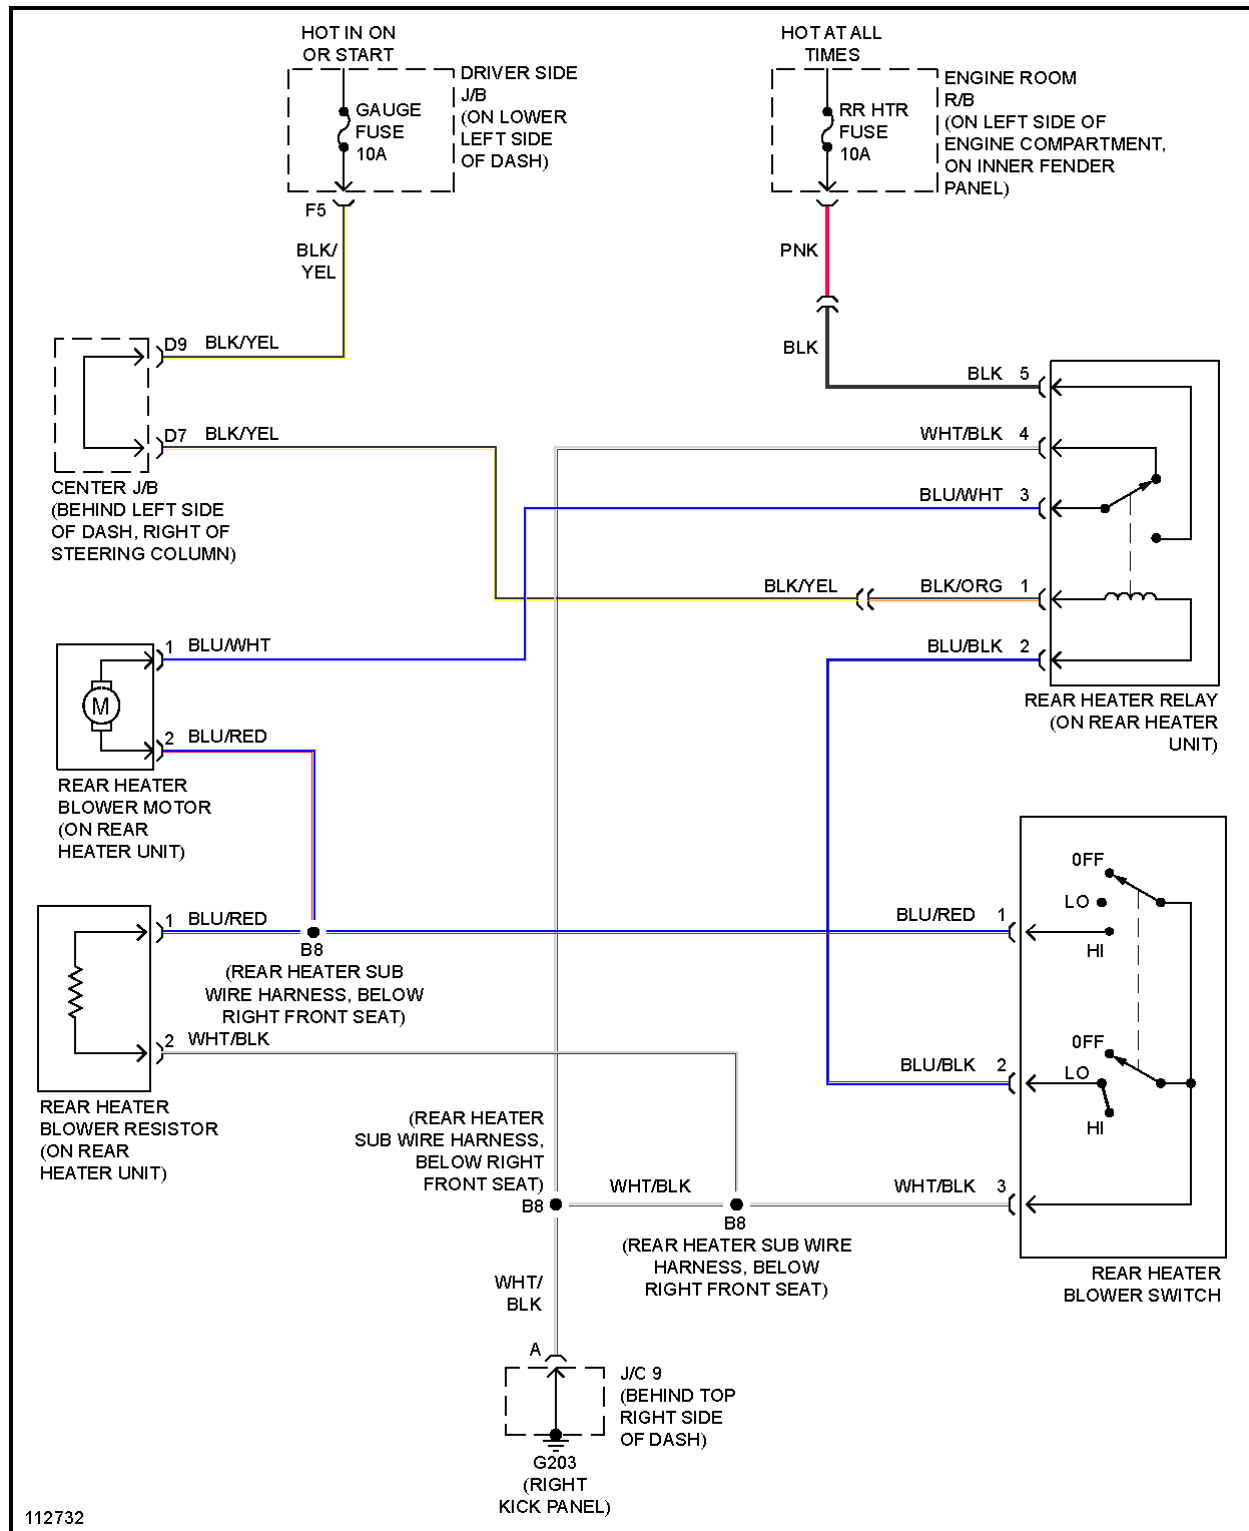 HOT IN ON
OR START
DRIVER SIDE
J/B
(ON LOWER
LEFT SIDE
OF DASH)
GAUGE
FUSE
10A
F5
BLK/
YEL
HOT AT ALL
TIMES
ENGINE ROOM
R/B
(ON LEFT SIDE OF
ENGINE COMPARTMENT,
ON INNER FENDER
PANEL)
RR HTR
FUSE
10A
PNK
BLK
D9 BLK/YEL
D7 BLK/YEL
CENTER J/B
(BEHIND LEFT SIDE
OF DASH, RIGHT OF
STEERING COLUMN)
BLK 5
WHT/BLK 4
BLU/WHT 3
BLK/YEL
BLK/ORG 1
BLU/BLK 2
REAR HEATER RELAY
(ON REAR HEATER
UNIT)
1 BLU/WHT
M
2 BLU/RED
REAR HEATER
BLOWER MOTOR
(ON REAR
HEATER UNIT)
1 BLU/RED
B8
(REAR HEATER SUB
WIRE HARNESS, BELOW
RIGHT FRONT SEAT)
2 WHT/BLK
REAR HEATER
BLOWER RESISTOR
(ON REAR
HEATER UNIT)
OFF
LO
HI
BLU/RED 1
OFF
LO
HI
BLU/BLK 2
WHT/BLK 3
REAR HEATER
BLOWER SWITCH
(REAR HEATER
SUB WIRE HARNESS,
BELOW RIGHT
FRONT SEAT)
B8
WHT/BLK
B8
(REAR HEATER SUB WIRE
HARNESS, BELOW
RIGHT FRONT SEAT)
WHT/
BLK
A
J/C 9
(BEHIND TOP
RIGHT SIDE
OF DASH)
G203
(RIGHT
KICK PANEL)
112732